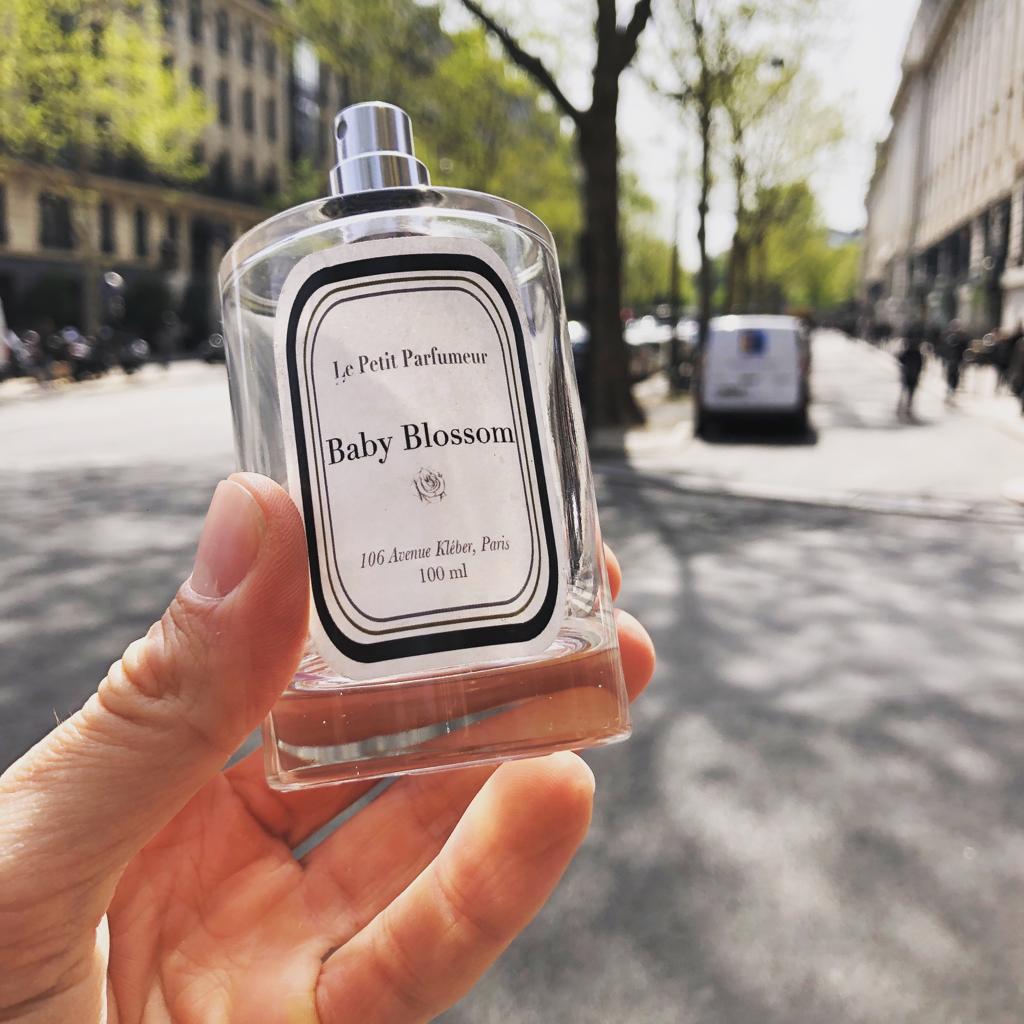 Le Petit Parfumeur
Baby Blossom
106 Avenue Kléber, Paris
100 ml